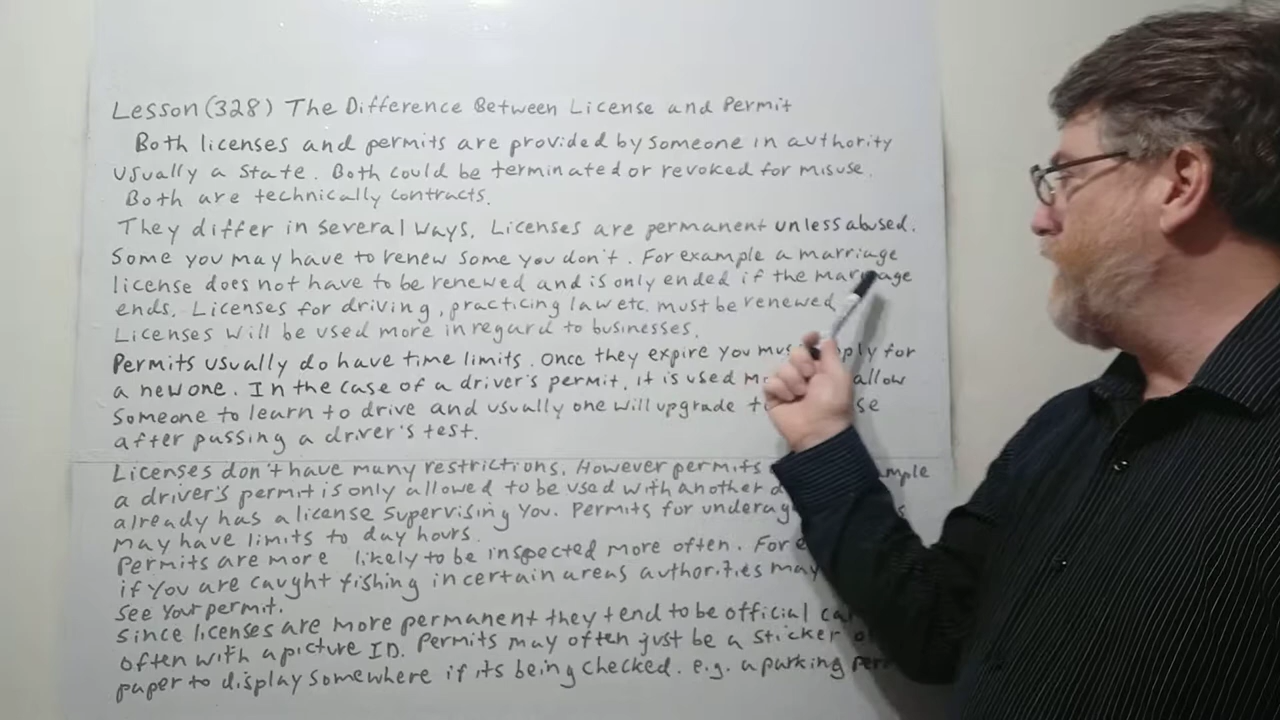 Lesson (328) The Difference Between License and Permit
Both licenses and permits are provided by someone in authority
usually a state. Both could be terminated or revoked for misuse.
Both are technically contracts.
They differ in several ways. Licenses are permanent unless abused.
Some you may have to renew some you don't. For example a marriage
license does not have to be renewed and is only ended if the marriage
ends. Licenses for driving, practicing law etc. must be renewed
Licenses will be used more in regard to businesses.
Permits usually do have time limits. Once they expire you for
a new one. In the case of a driver's permit, it is used allow
someone to learn to drive and usually one will upgrade
after passing a driver's test.
Licenses don't have many restrictions. However permits
a driver's permit is only allowed to be used with another
already has a license supervising you. Permits for
may have limits to day hours.
Permits are more likely to be inspected more often. For
if you are caught fishing in certain areas authorities may
see your permit.
Since licenses are more permanent they tend to be official
often with a picture ID. Permits may often just be a sticker
paper to display somewhere if its being checked. e.g. a parking